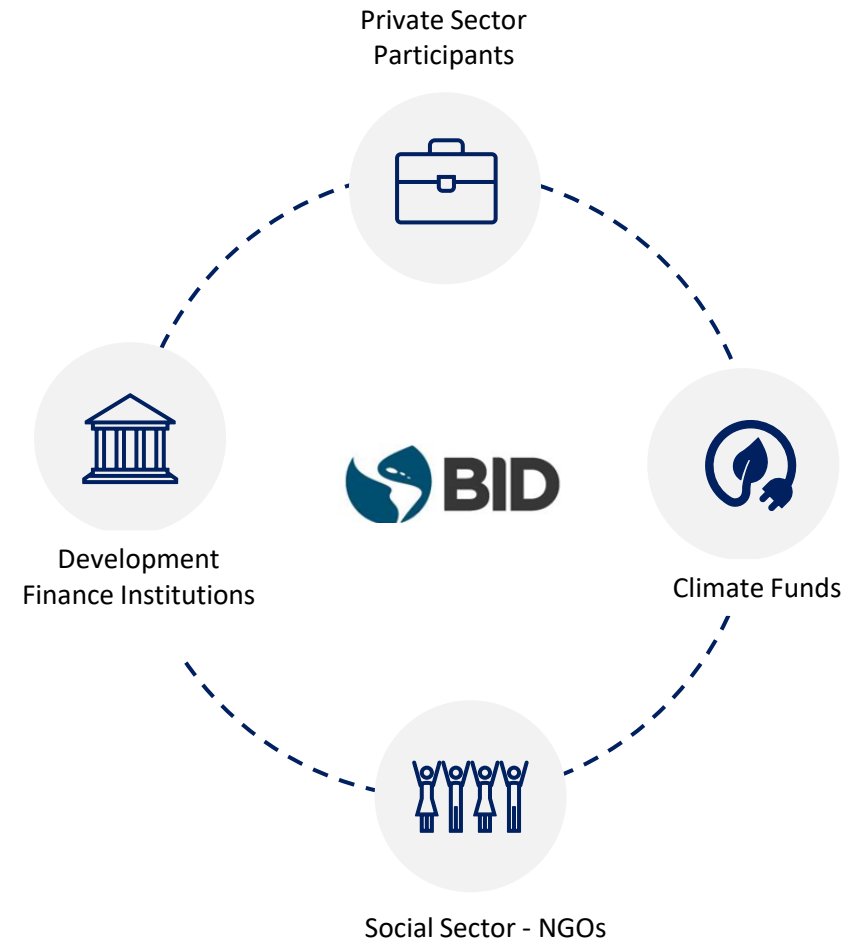 Private Sector
Participants
BID
Development
Finance Institutions
Climate Funds
Social Sector - NGOs